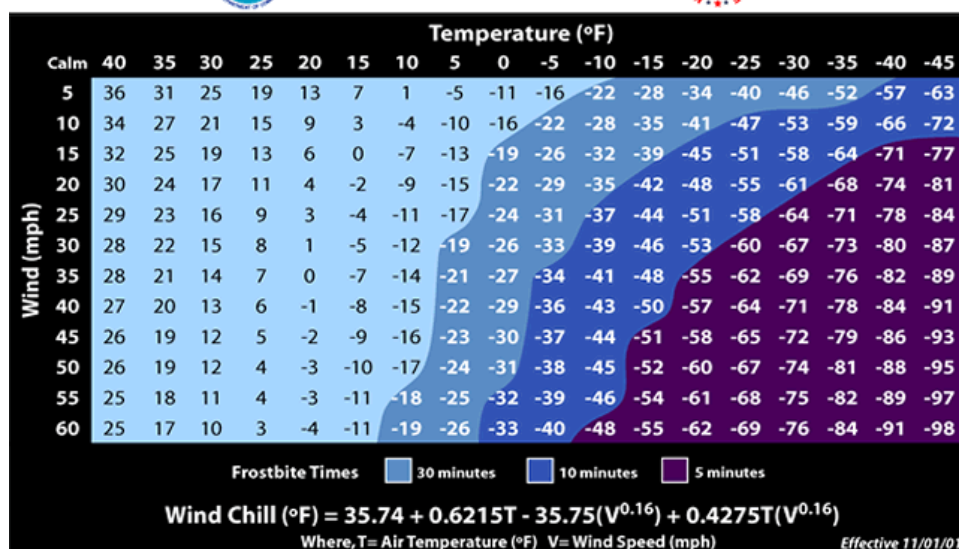 Temperature (ºF)
Calm 40 35 30 25 20 15 10 5 0 -5 -10 -15 -20 -25 -30 -35 -40 -45
5 36 31 25 19 13 7 1 -5 -11 -16 -22 -28 -34 -40 -46 -52 -57 -63
10 34 27 21 15 9 3 -4 -10 -16 -22 -28 -35 -41 -47 -53 -59 -66 -72
15 32 25 19 13 6 0 -7 -13 -19 -26 -32 -39 -45 -51 -58 -64 -71 -77
20 30 24 17 11 4 -2 -9 -15 -22 -29 -35 -42 -48 -55 -61 -68 -74 -81
25 29 23 16 9 3 -4 -11 -17 -24 -31 -37 -44 -51 -58 -64 -71 -78 -84
30 28 22 15 8 1 -5 -12 -19 -26 -33 -39 -46 -53 -60 -67 -73 -80 -87
35 28 21 14 7 0 -7 -14 -21 -27 -34 -41 -48 -55 -62 -69 -76 -82 -89
40 27 20 13 6 -1 -8 -15 -22 -29 -36 -43 -50 -57 -64 -71 -78 -84 -91
45 26 19 12 5 -2 -9 -16 -23 -30 -37 -44 -51 -58 -65 -72 -79 -86 -93
50 26 19 12 4 -3 -10 -17 -24 -31 -38 -45 -52 -60 -67 -74 -81 -88 -95
55 25 18 11 4 -3 -11 -18 -25 -32 -39 -46 -54 -61 -68 -75 -82 -89 -97
60 25 17 10 3 -4 -11 -19 -26 -33 -40 -48 -55 -62 -69 -76 -84 -91 -98
Wind (mph)
Frostbite Times 30 minutes 10 minutes 5 minutes
Wind Chill (ºF) = 35.74 + 0.6215T - 35.75(V^0.16) + 0.4275T(V^0.16)
Where, T= Air Temperature (ºF) V= Wind Speed (mph) Effective 11/01/01